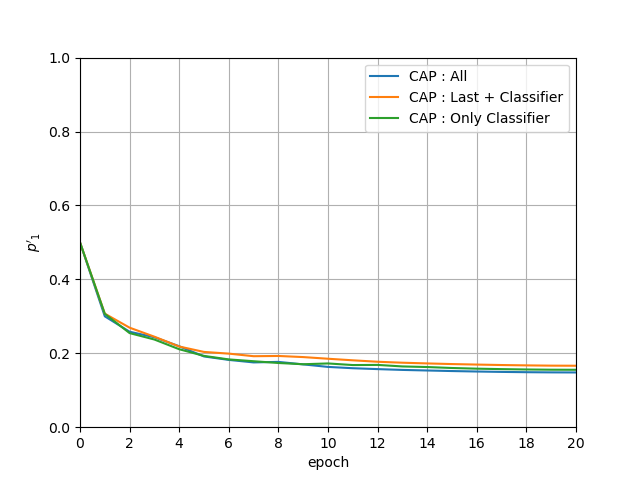 1.0
0.8
0.6
0.4
0.2
0.0
p′₁
CAP : All
CAP : Last + Classifier
CAP : Only Classifier
0 2 4 6 8 10 12 14 16 18 20
epoch